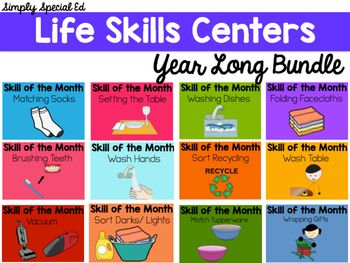 Simply Special Ed
Life Skills Centers
Year Long Bundle
Skill of the Month
Matching Socks
Skill of the Month
Setting the Table
Skill of the Month
Washing Dishes
Skill of the Month
Folding Facecloths
Skill of the Month
Brushing Teeth
Skill of the Month
Wash Hands
Skill of the Month
Sort Recycling
RECYCLE
Skill of the Month
Wash Table
Skill of the Month
Vacuum
Skill of the Month
Sort Darks/ Lights
Skill of the Month
Match Tupperware
Skill of the Month
Wrapping Gifts